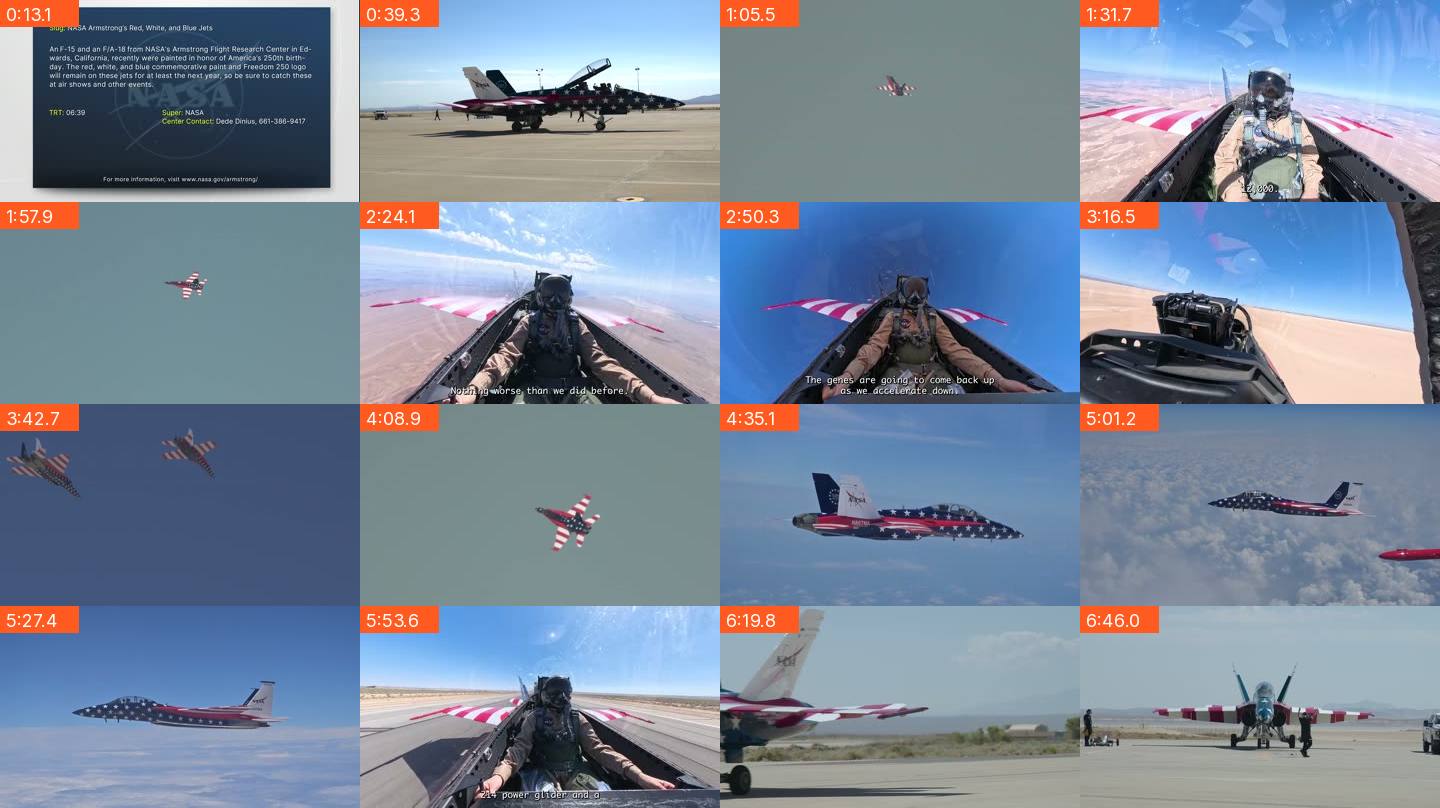 0:13.1
Slug: NASA Armstrong's Red, White, and Blue Jets
An F-15 and an F/A-18 from NASA's Armstrong Flight Research Center in Ed-
wards, California, recently were painted in honor of America's 250th birth-
day. The red, white, and blue commemorative paint and Freedom 250 logo
will remain on these jets for at least the next year, so be sure to catch these
at air shows and other events.
NASA
TRT: 06:39
Super: NASA
Center Contact: Dede Dinius, 661-386-9417
For more information, visit www.nasa.gov/armstrong/
0:39.3
1:05.5
1:31.7
12,000.
1:57.9
2:24.1
Nothing worse than we did before.
2:50.3
The genes are going to come back up
as we accelerate down.
3:16.5
3:42.7
4:08.9
4:35.1
NASA
5:01.2
5:27.4
NASA
5:53.6
214 power glider and a
6:19.8
6:46.0